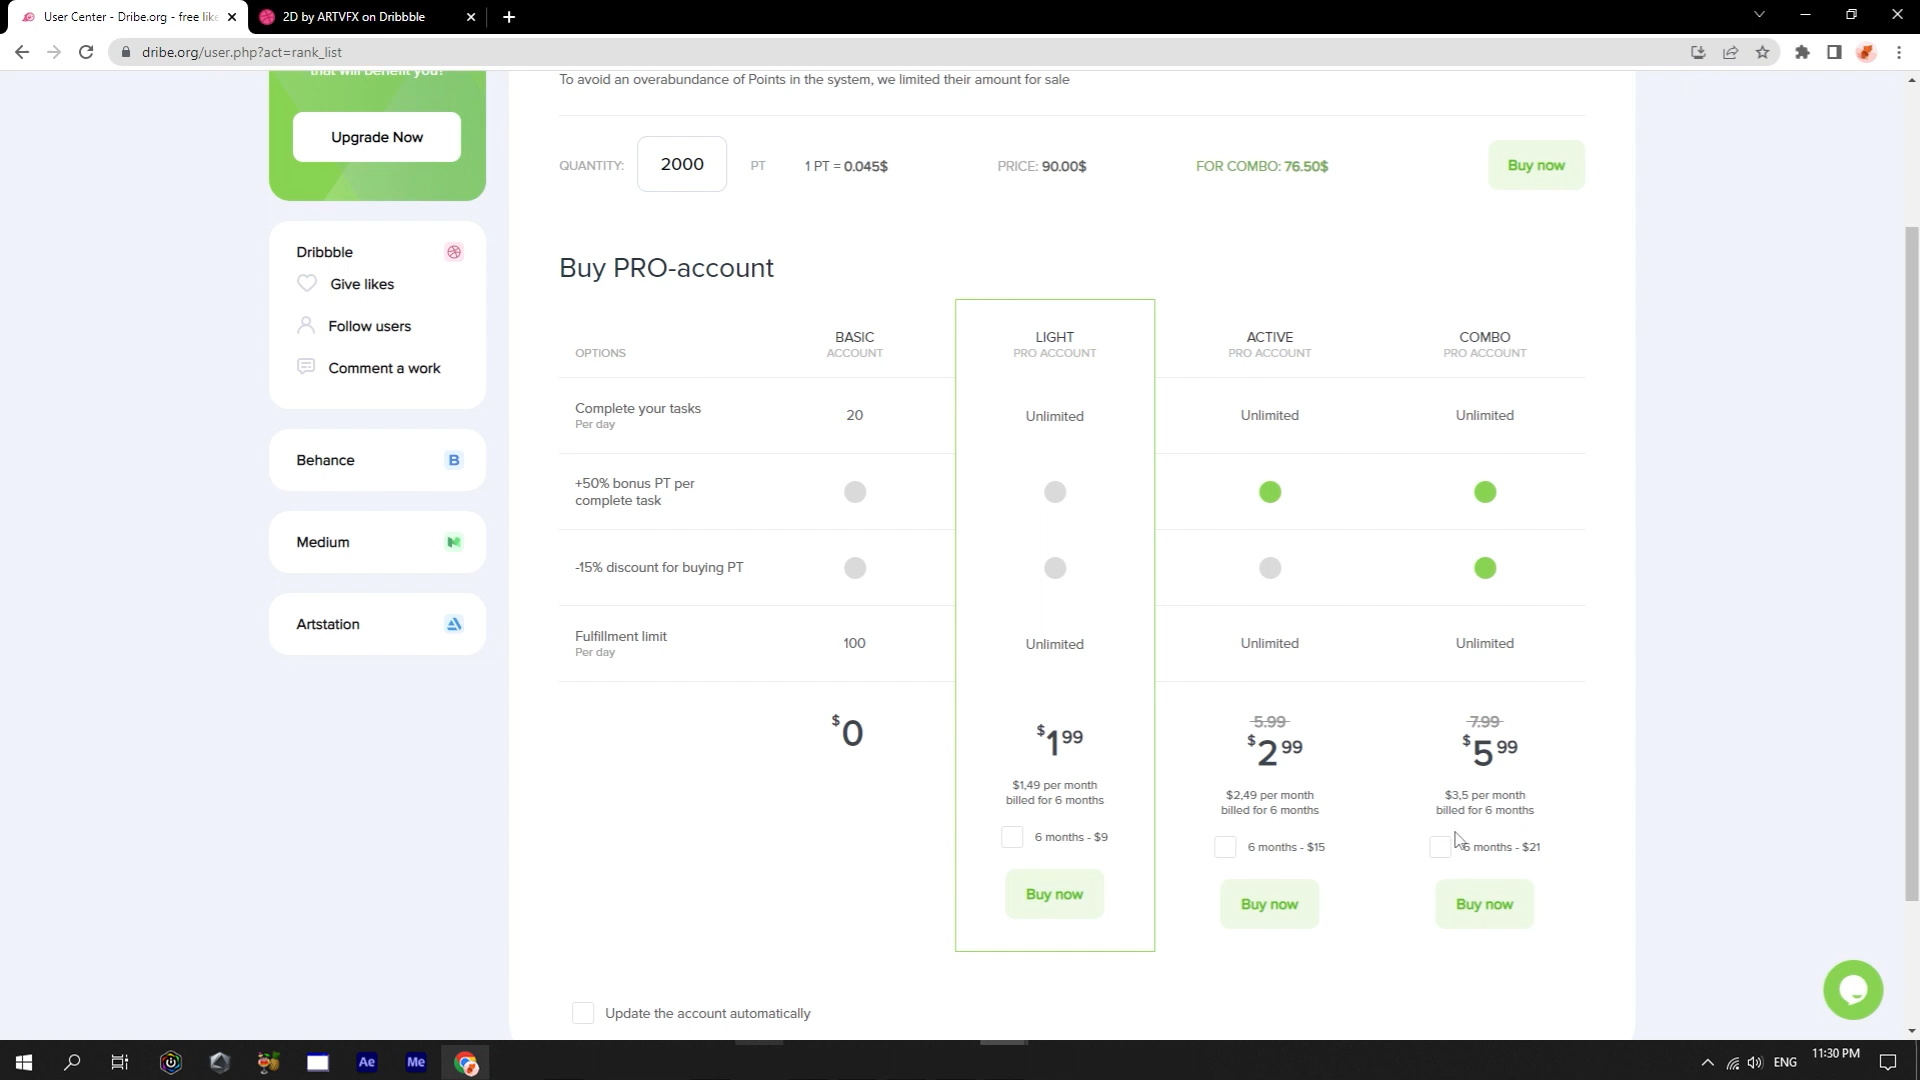 User Center - Dribe.org - free like
2D by ARTVFX on Dribbble
dribe.org/user.php?act=rank_list
that will benefit you?
Upgrade Now
Dribbble
Give likes
Follow users
Comment a work
Behance
B
Medium
Artstation
To avoid an overabundance of Points in the system, we limited their amount for sale
QUANTITY: 2000 PT 1 PT = 0.045$ PRICE: 90.00$ FOR COMBO: 76.50$ Buy now
Buy PRO-account
BASIC LIGHT ACTIVE COMBO
OPTIONS ACCOUNT PRO ACCOUNT PRO ACCOUNT PRO ACCOUNT
Complete your tasks 20 Unlimited Unlimited Unlimited
Per day
+50% bonus PT per
complete task
-15% discount for buying PT
Fulfillment limit 100 Unlimited Unlimited Unlimited
Per day
5.99 7.99
$0 $1 99 $2 99 $5 99
$1,49 per month $2,49 per month $3,5 per month
billed for 6 months billed for 6 months billed for 6 months
6 months - $9 6 months - $15 6 months - $21
Buy now Buy now Buy now
Update the account automatically
Ae Me ENG 11:30 PM